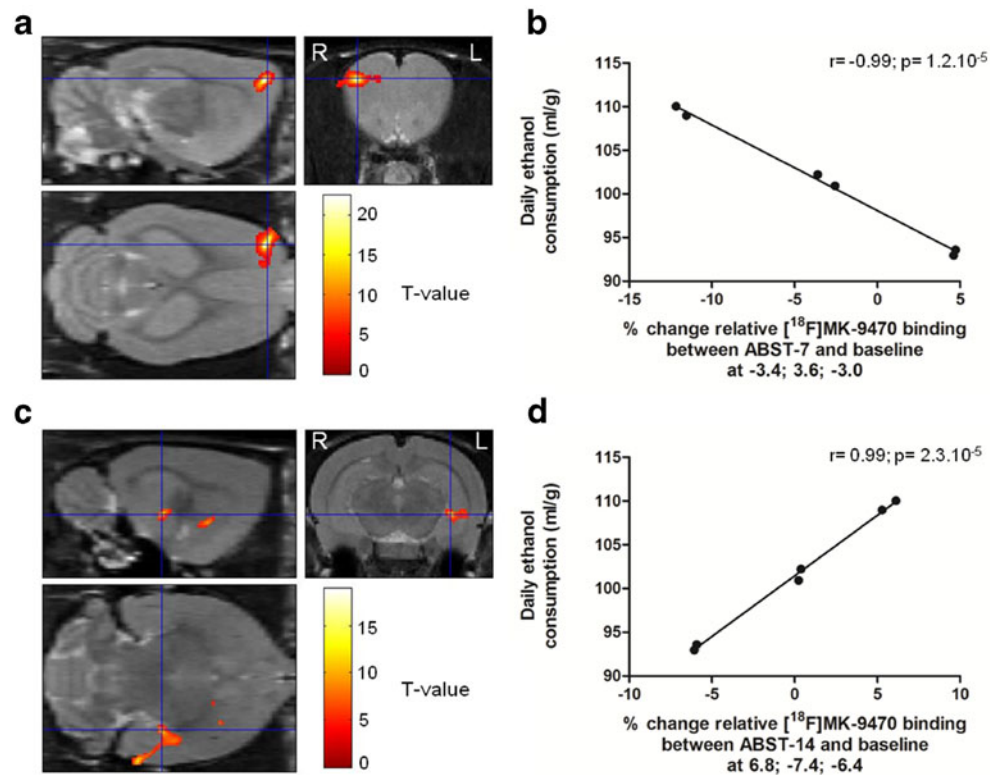 a
R L
20
15
10
5
0
T-value
b
r= -0.99; p= 1.2.10-5
Daily ethanol
consumption (ml/g)
115
110
105
100
95
90
-15 -10 -5 0 5
% change relative [18F]MK-9470 binding
between ABST-7 and baseline
at -3.4; 3.6; -3.0
c
R L
15
10
5
0
T-value
d
r= 0.99; p= 2.3.10-5
Daily ethanol
consumption (ml/g)
115
110
105
100
95
90
-10 -5 0 5 10
% change relative [18F]MK-9470 binding
between ABST-14 and baseline
at 6.8; -7.4; -6.4